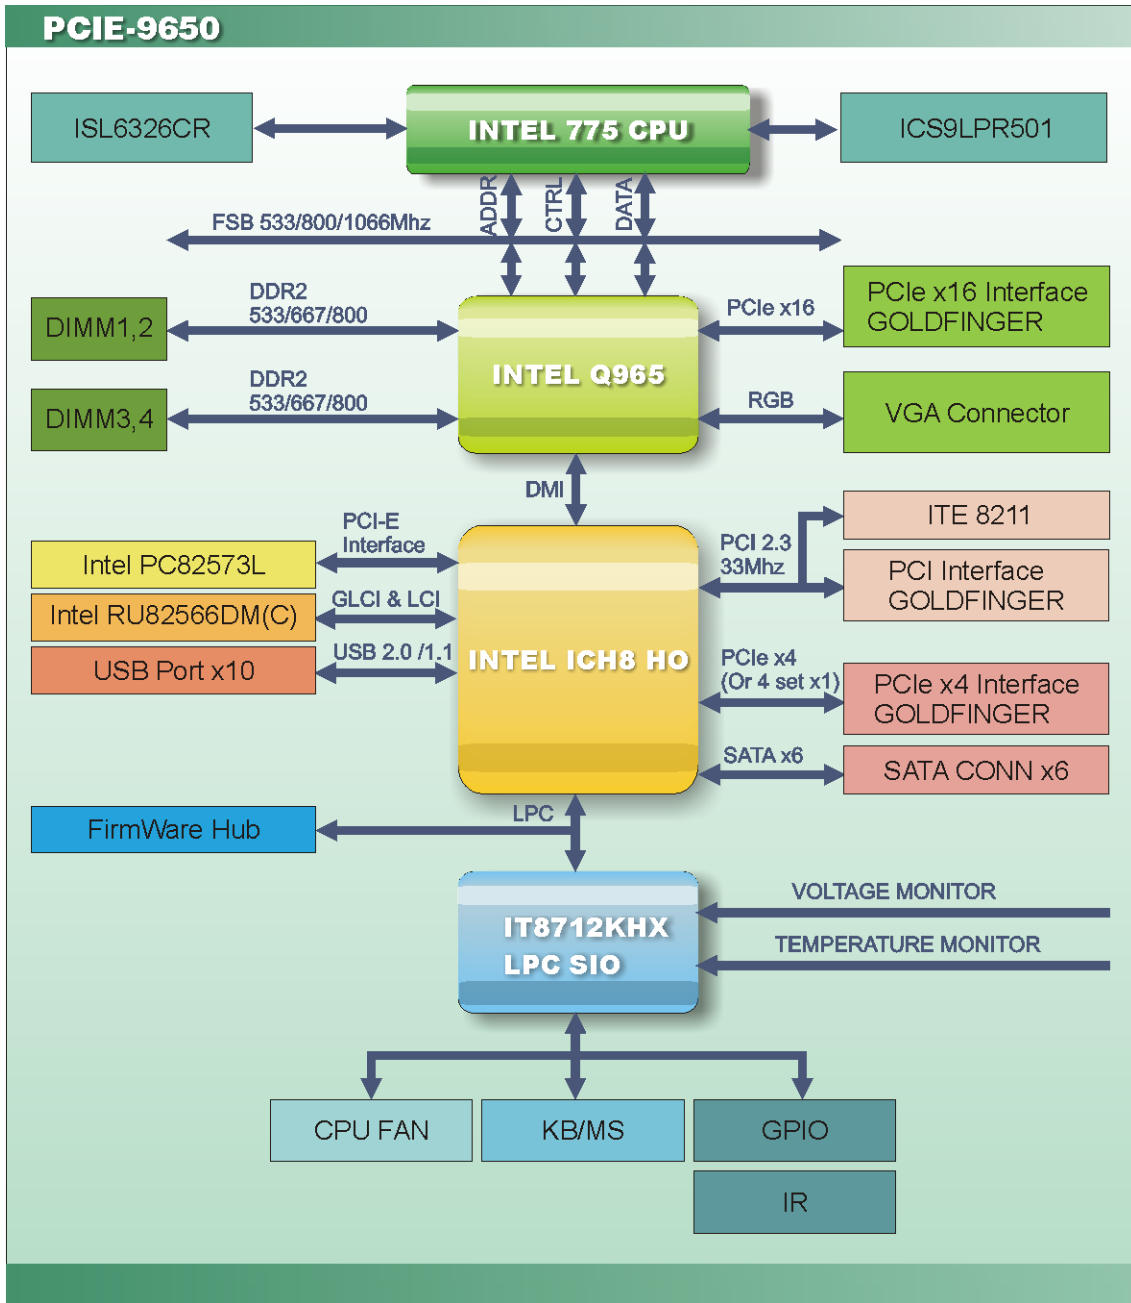 PCIE-9650
ISL6326CR
INTEL 775 CPU
ICS9LPR501
ADDR
CTRL
DATA
FSB 533/800/1066Mhz
DIMM1,2
DDR2
533/667/800
INTEL Q965
PCIe x16
PCIe x16 Interface
GOLDFINGER
DIMM3,4
DDR2
533/667/800
RGB
VGA Connector
DMI
PCI-E
Interface
Intel PC82573L
GLCI & LCI
Intel RU82566DM(C)
USB 2.0 /1.1
USB Port x10
INTEL ICH8 HO
PCI 2.3
33Mhz
ITE 8211
PCI Interface
GOLDFINGER
PCIe x4
(Or 4 set x1)
PCIe x4 Interface
GOLDFINGER
SATA x6
SATA CONN x6
LPC
FirmWare Hub
IT8712KHX
LPC SIO
VOLTAGE MONITOR
TEMPERATURE MONITOR
CPU FAN
KB/MS
GPIO
IR